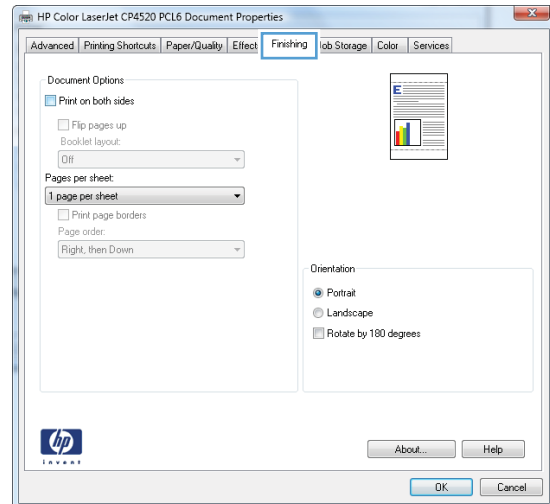 HP Color LaserJet CP4520 PCL6 Document Properties
Advanced Printing Shortcuts Paper/Quality Effect Finishing ob Storage Color Services
Document Options
Print on both sides
Flip pages up
Booklet layout:
Off
Pages per sheet:
1 page per sheet
Print page borders
Page order:
Right, then Down
E
Orientation
Portrait
Landscape
Rotate by 180 degrees
hp
invent
About... Help
OK Cancel